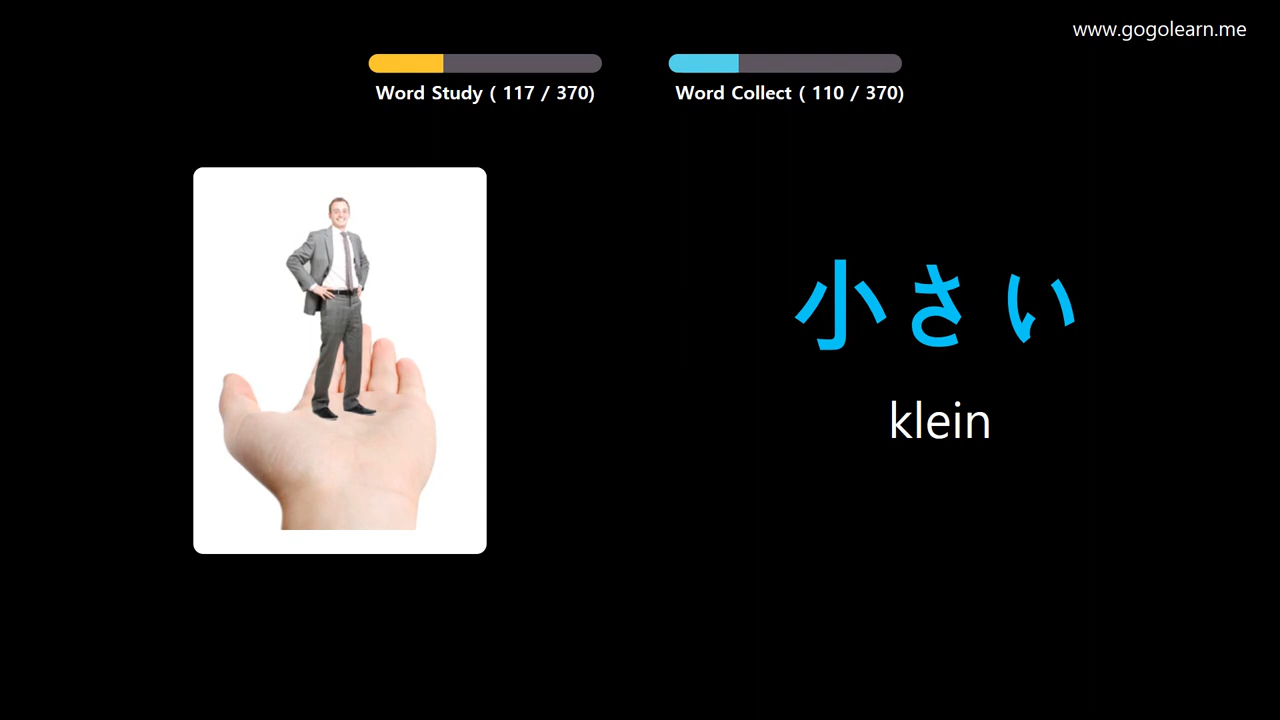 www.gogolearn.me
Word Study ( 117 / 370)
Word Collect ( 110 / 370)
小さい
klein